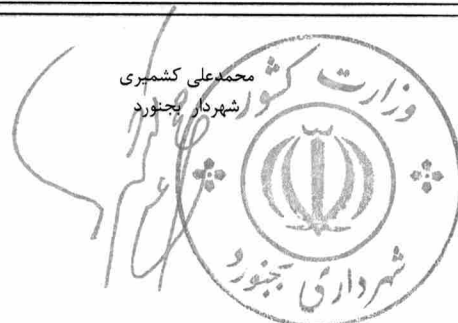 محمدعلی کشمیری
شهردار بجنورد
وزارت کشور
شهرداری بجنورد